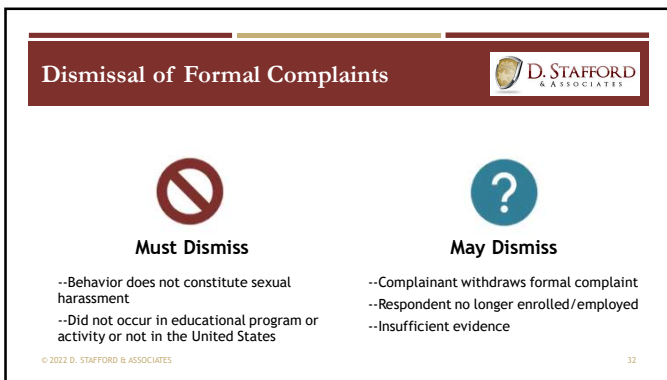 Dismissal of Formal Complaints
D. STAFFORD
& ASSOCIATES
?
Must Dismiss
--Behavior does not constitute sexual
harassment
--Did not occur in educational program or
activity or not in the United States
May Dismiss
--Complainant withdraws formal complaint
--Respondent no longer enrolled/employed
--Insufficient evidence
© 2022 D. STAFFORD & ASSOCIATES
32